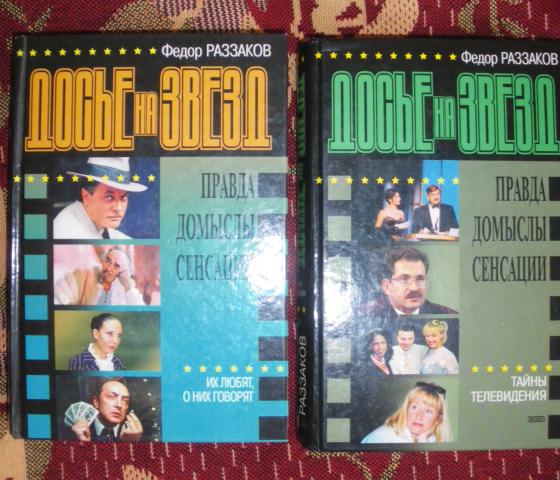 Федор РАЗЗАКОВ
ДОСЬЕ НА ЗВЕЗД
ПРАВДА
ДОМЫСЛЫ
СЕНСАЦИИ
ИХ ЛЮБЯТ,
О НИХ ГОВОРЯТ
РАЗЗАКОВ
Федор РАЗЗАКОВ
ДОСЬЕ НА ЗВЕЗД
ПРАВДА
ДОМЫСЛЫ
СЕНСАЦИИ
ТАЙНЫ
ТЕЛЕВИДЕНИЯ